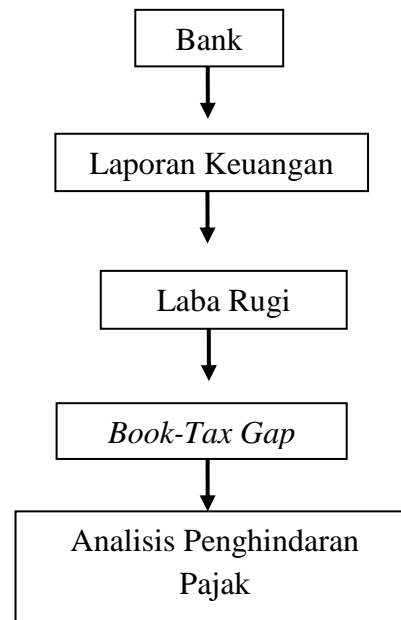 Bank
Laporan Keuangan
Laba Rugi
Book-Tax Gap
Analisis Penghindaran
Pajak